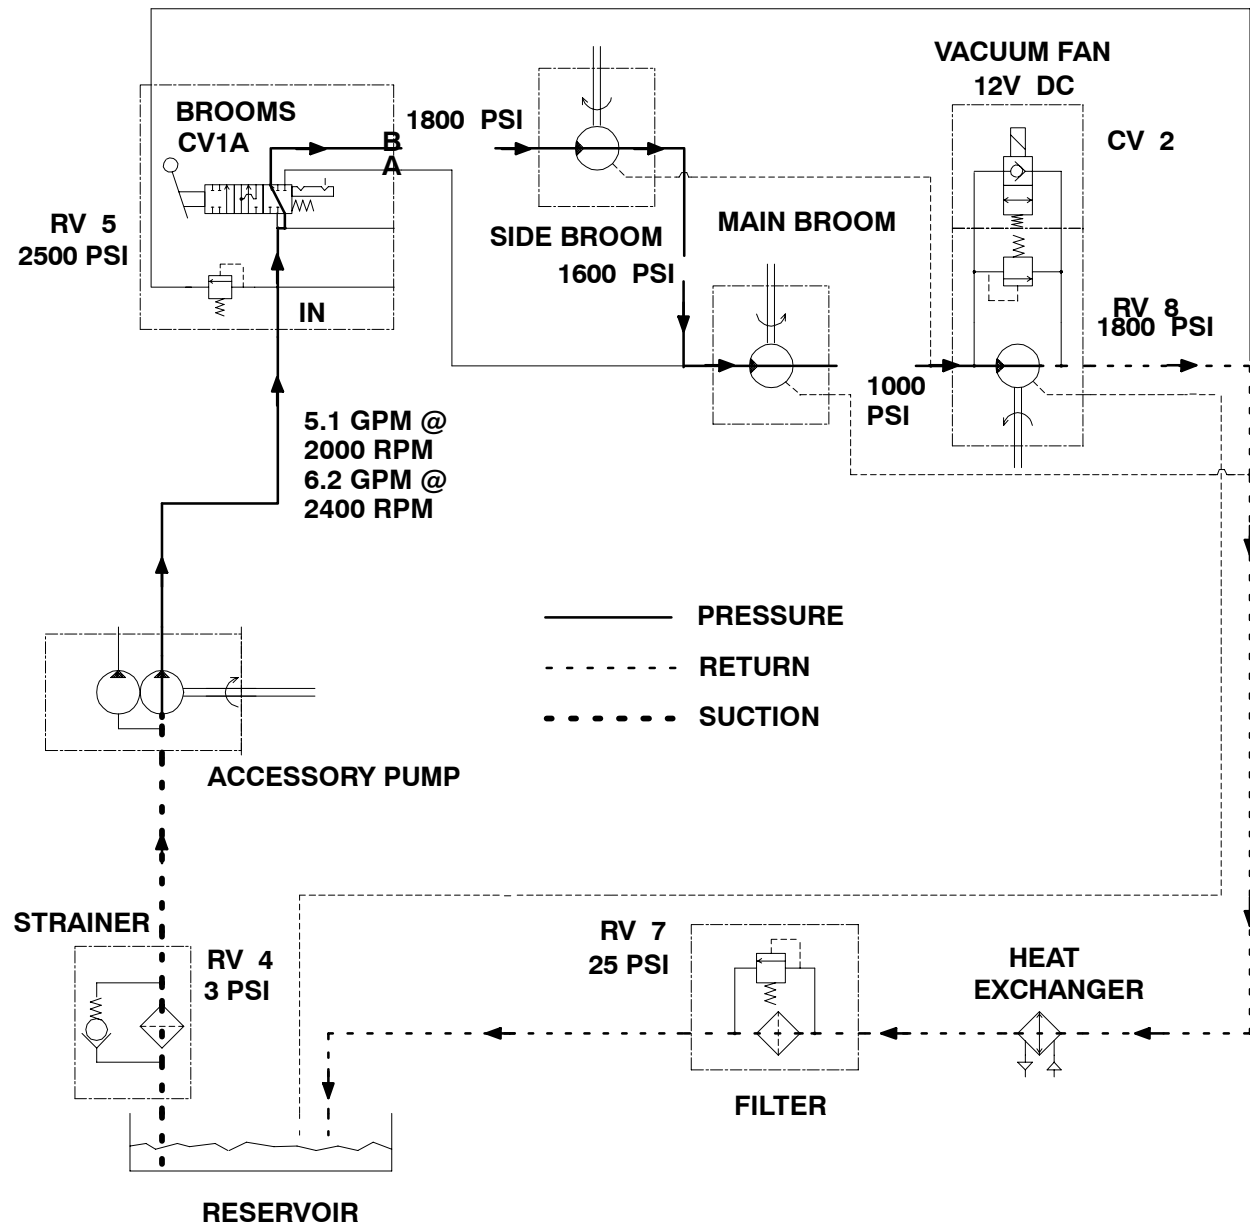 VACUUM FAN
12V DC
BROOMS
CV1A
B
A
1800 PSI
CV 2
RV 5
2500 PSI
SIDE BROOM
1600 PSI
MAIN BROOM
IN
RV 8
1800 PSI
1000
PSI
5.1 GPM @
2000 RPM
6.2 GPM @
2400 RPM
PRESSURE
RETURN
SUCTION
ACCESSORY PUMP
STRAINER
RV 4
3 PSI
RV 7
25 PSI
HEAT
EXCHANGER
FILTER
RESERVOIR